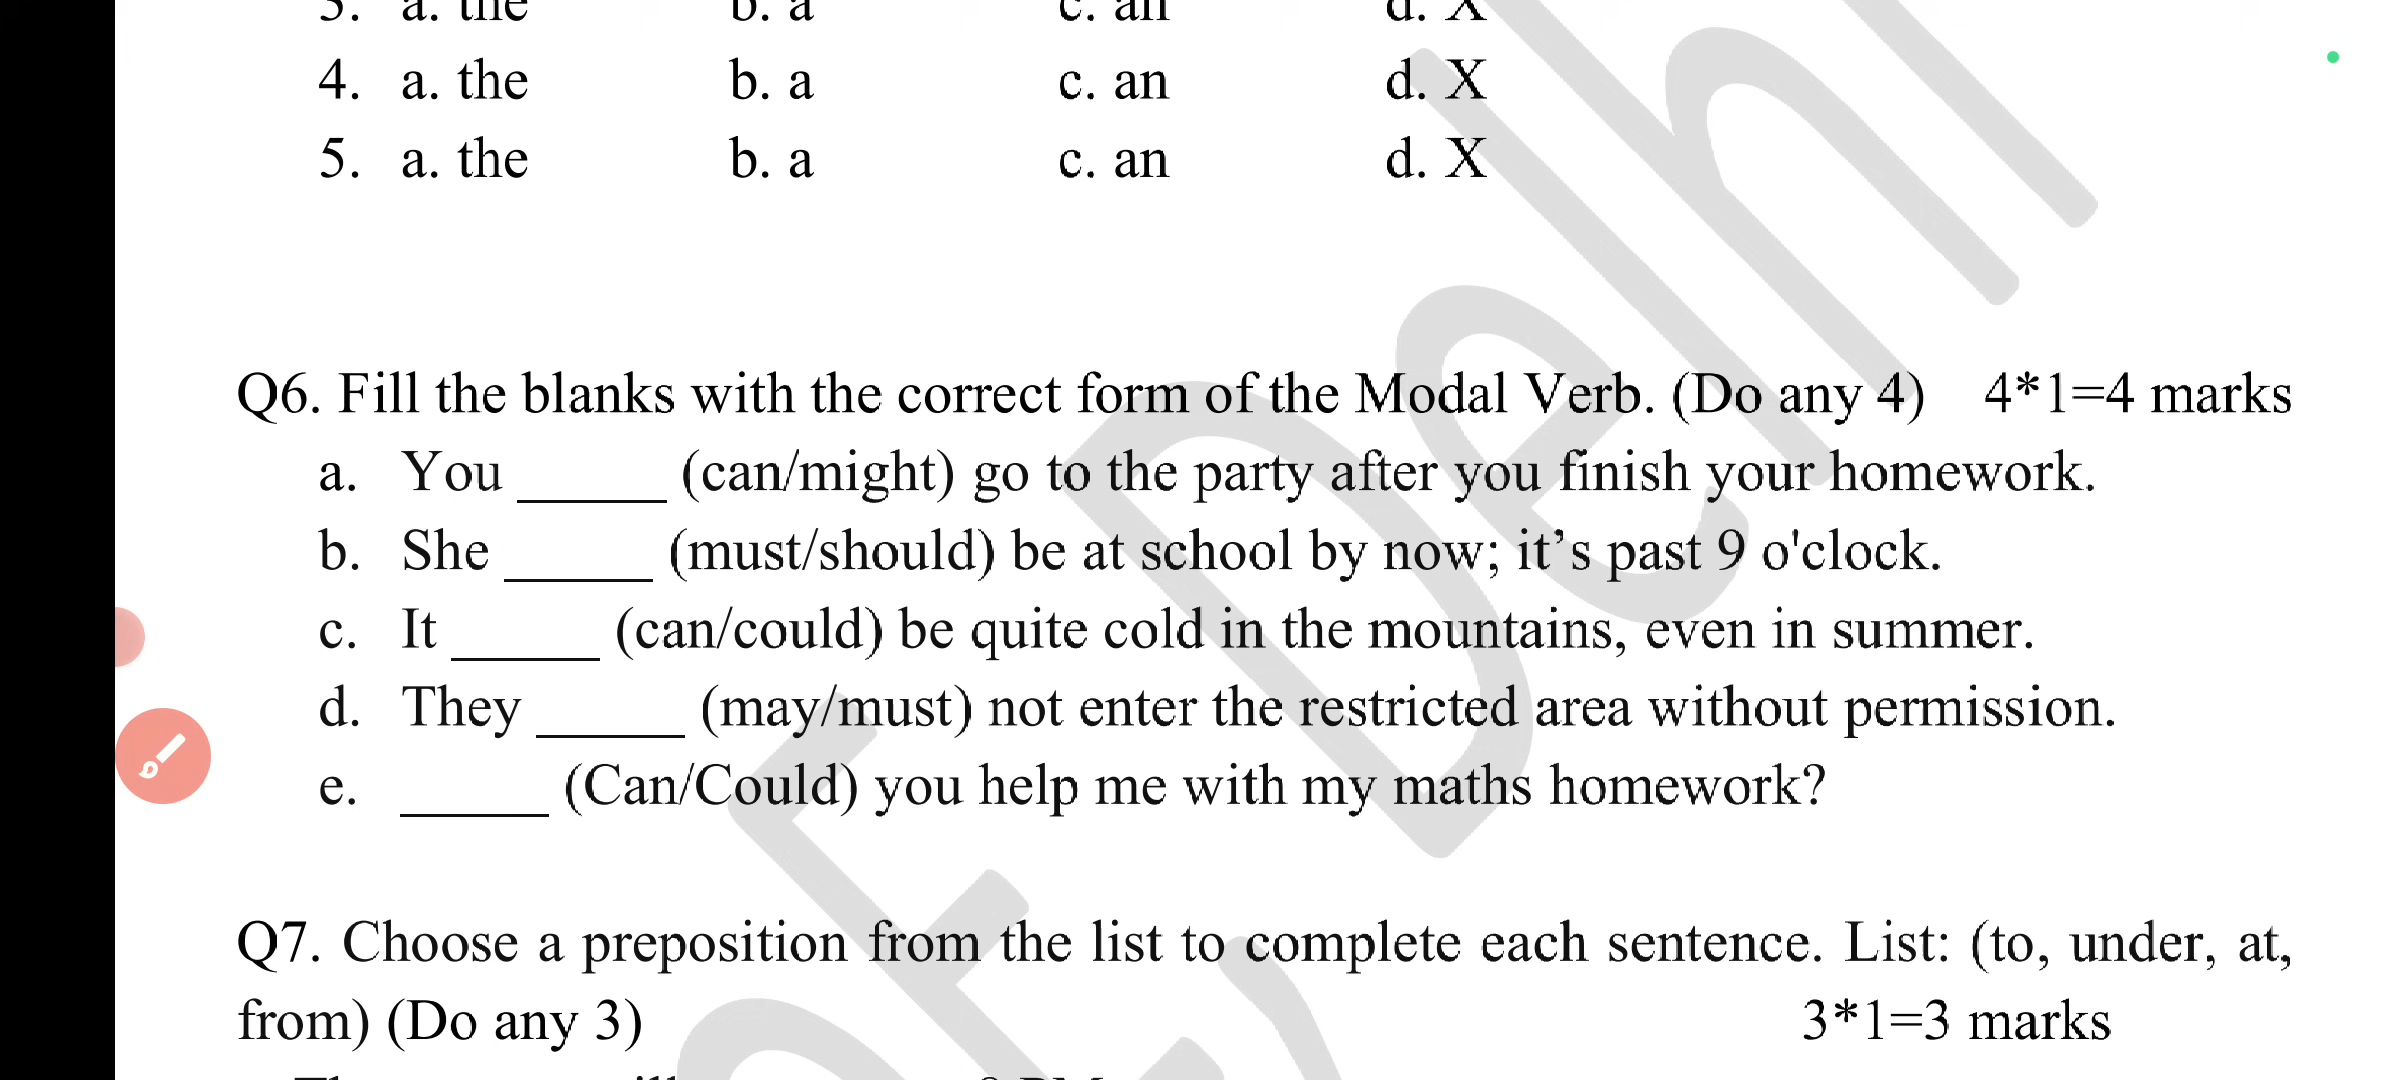 3. a. the b. a c. an d. X
4. a. the b. a c. an d. X
5. a. the b. a c. an d. X
Q6. Fill the blanks with the correct form of the Modal Verb. (Do any 4) 4*1=4 marks
a. You _____ (can/might) go to the party after you finish your homework.
b. She _____ (must/should) be at school by now; it’s past 9 o'clock.
c. It _____ (can/could) be quite cold in the mountains, even in summer.
d. They _____ (may/must) not enter the restricted area without permission.
e. _____ (Can/Could) you help me with my maths homework?
Q7. Choose a preposition from the list to complete each sentence. List: (to, under, at,
from) (Do any 3) 3*1=3 marks